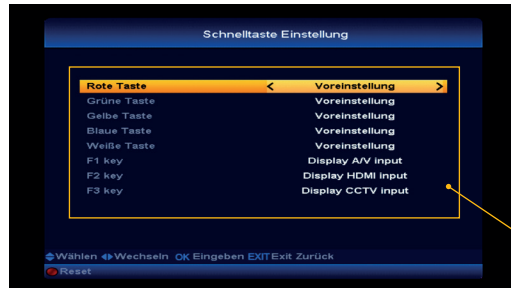 Schnelltaste Einstellung
Rote Taste < Voreinstellung >
Grüne Taste Voreinstellung
Gelbe Taste Voreinstellung
Blaue Taste Voreinstellung
Weiße Taste Voreinstellung
F1 key Display A/V input
F2 key Display HDMI input
F3 key Display CCTV input
Wählen Wechseln OK Eingeben EXIT Exit Zurück
Reset